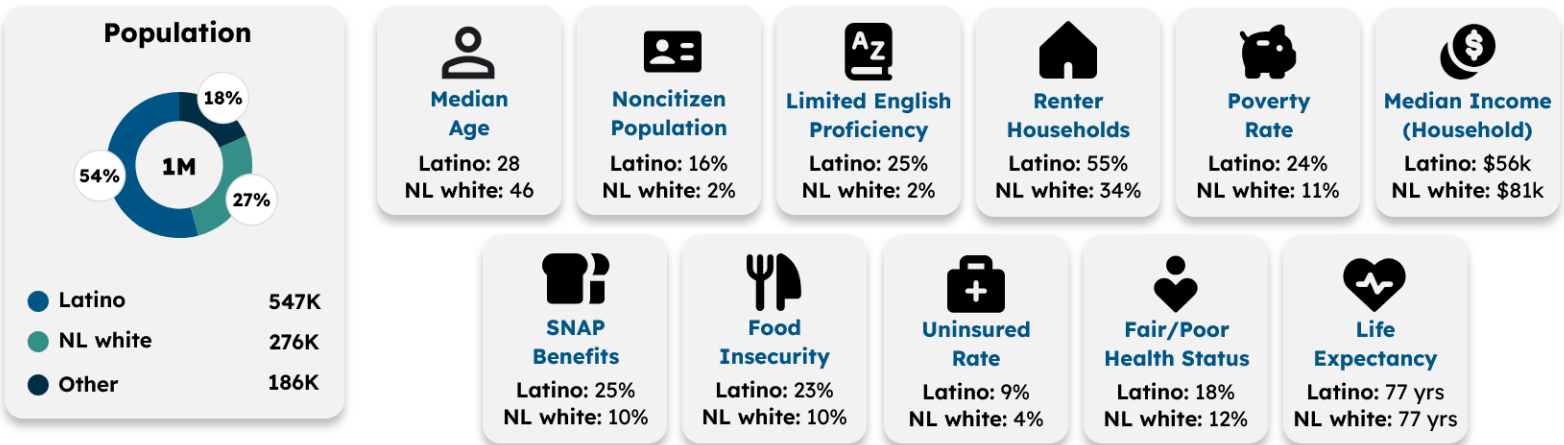 Population
18%
54%
1M
27%
Latino 547K
NL white 276K
Other 186K
Median
Age
Latino: 28
NL white: 46
Noncitizen
Population
Latino: 16%
NL white: 2%
A Z
Limited English
Proficiency
Latino: 25%
NL white: 2%
Renter
Households
Latino: 55%
NL white: 34%
Poverty
Rate
Latino: 24%
NL white: 11%
$
Median Income
(Household)
Latino: $56k
NL white: $81k
SNAP
Benefits
Latino: 25%
NL white: 10%
Food
Insecurity
Latino: 23%
NL white: 10%
Uninsured
Rate
Latino: 9%
NL white: 4%
Fair/Poor
Health Status
Latino: 18%
NL white: 12%
Life
Expectancy
Latino: 77 yrs
NL white: 77 yrs